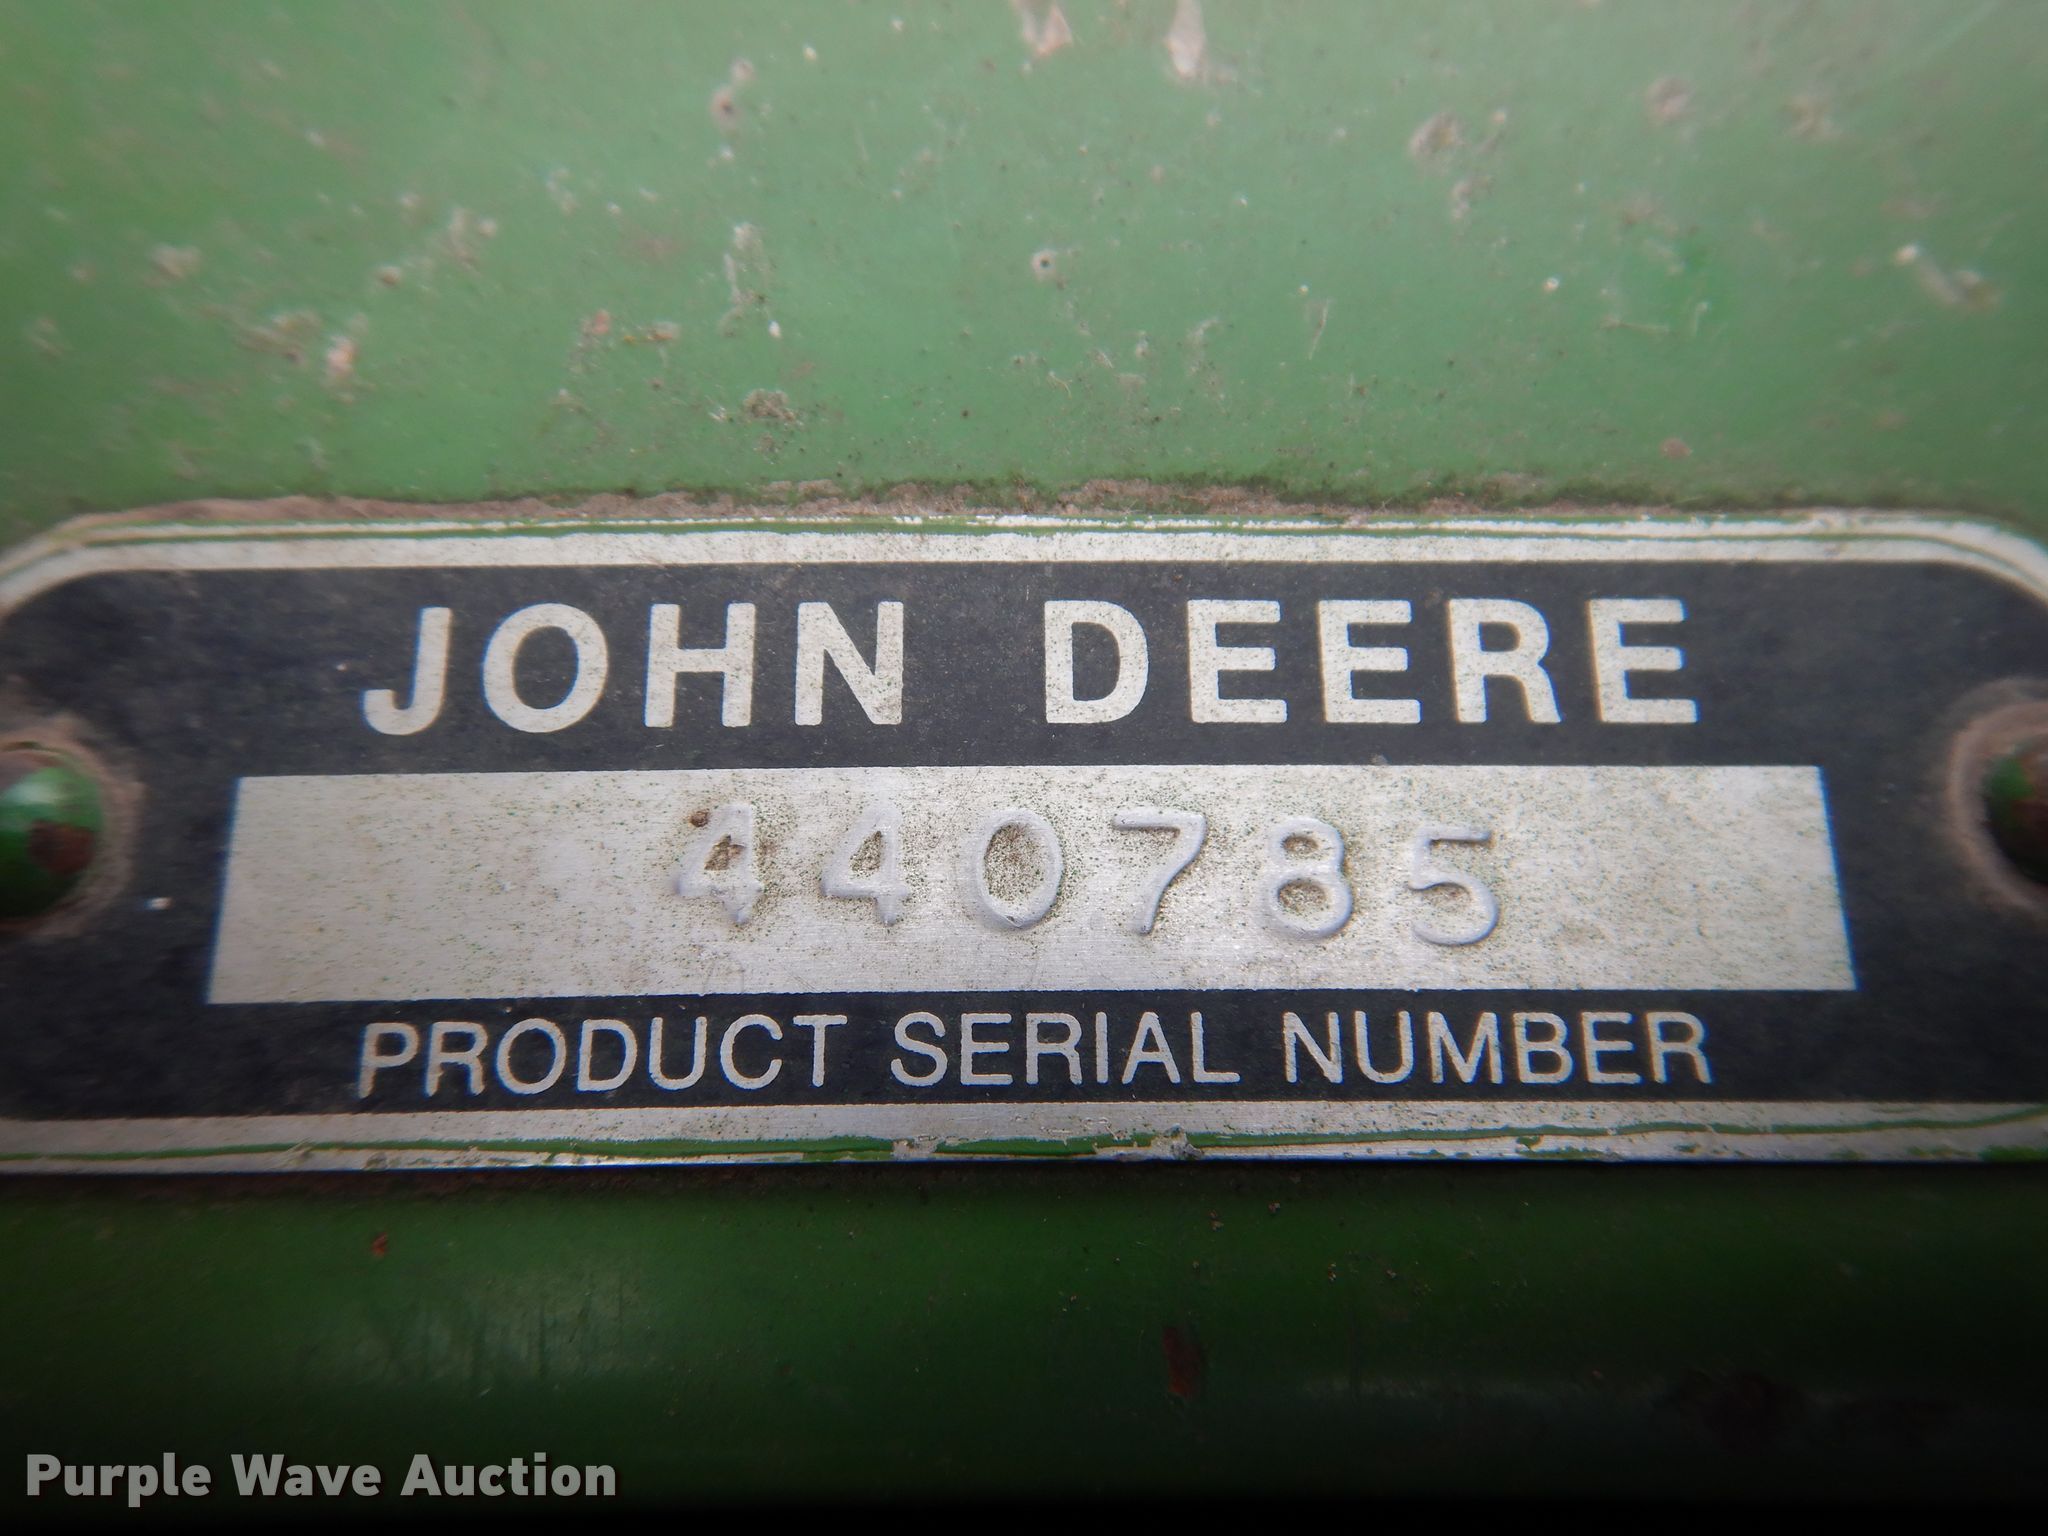 JOHN DEERE
440785
PRODUCT SERIAL NUMBER
Purple Wave Auction